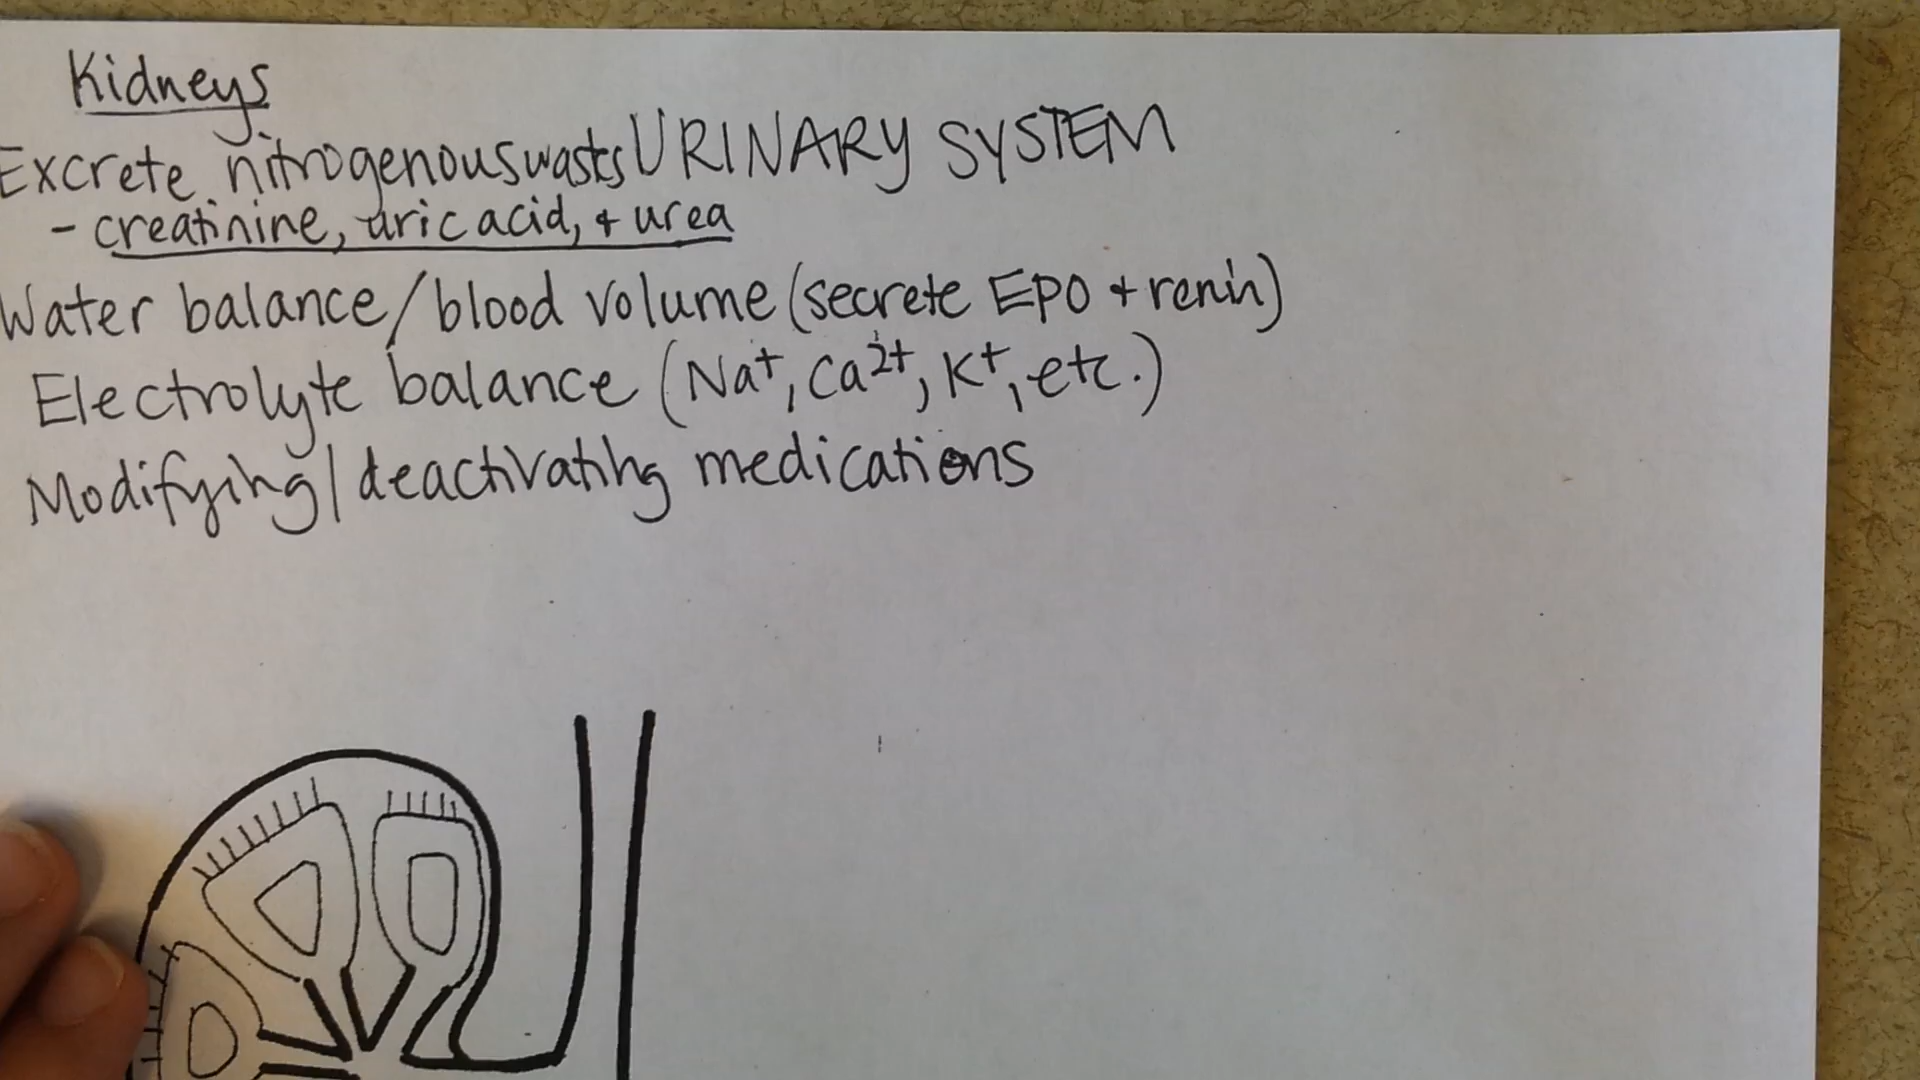 Kidneys
URINARY SYSTEM
Excrete nitrogenous wasts
- creatinine, uric acid, + urea
Water balance/blood volume (secrete EPO + renin)
Electrolyte balance (Na+, Ca2+, K+, etc.)
Modifying/deactivating medications